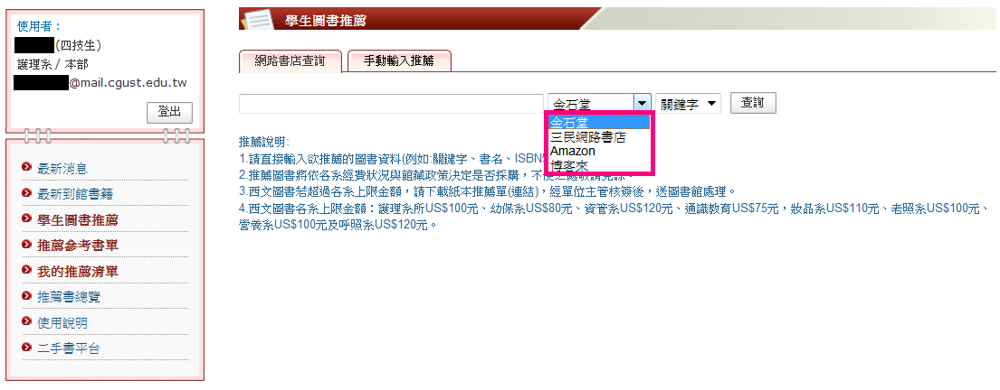 使用者：
(四技生)
護理系 / 本部
@mail.cgust.edu.tw
登出
最新消息
最新到館書籍
學生圖書推薦
推薦參考書單
我的推薦清單
推薦書總覽
使用說明
二手書平台
學生圖書推薦
網路書店查詢
手動輸入推薦
金石堂
關鍵字
查詢
金石堂
三民網路書店
Amazon
博客來
推薦說明:
1.請直接輸入欲推薦的圖書資料(例如:關鍵字、書名、ISBN
2.推薦圖書將依各系經費狀況與館藏政策決定是否採購，
3.西文圖書若超過各系上限金額，請下載紙本推薦單(連結)，經單位主管核簽後，送圖書館處理。
4.西文圖書各系上限金額：護理系所US$100元、幼保系US$80元、資管系US$120元、通識教育US$75元，妝品系US$110元、老照系US$100元、
營養系US$100元及呼照系US$120元。